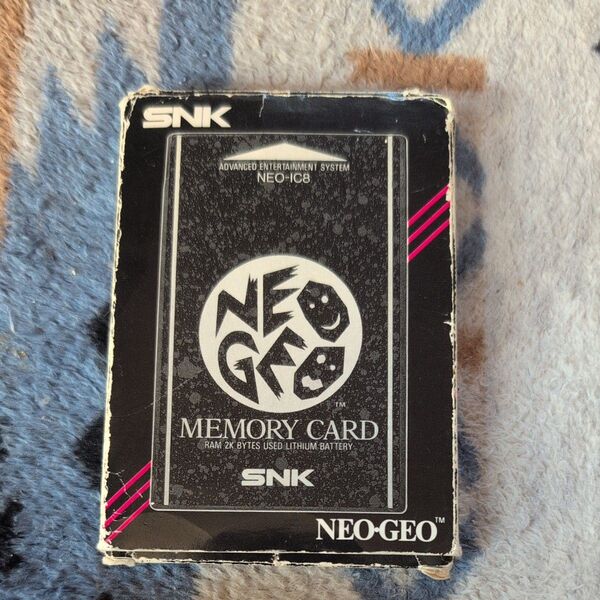 SNK
ADVANCED ENTERTAINMENT SYSTEM
NEO-IC8
NEO
GEO
TM
MEMORY CARD
RAM 2K BYTES USED LITHIUM BATTERY
SNK
NEO•GEO™